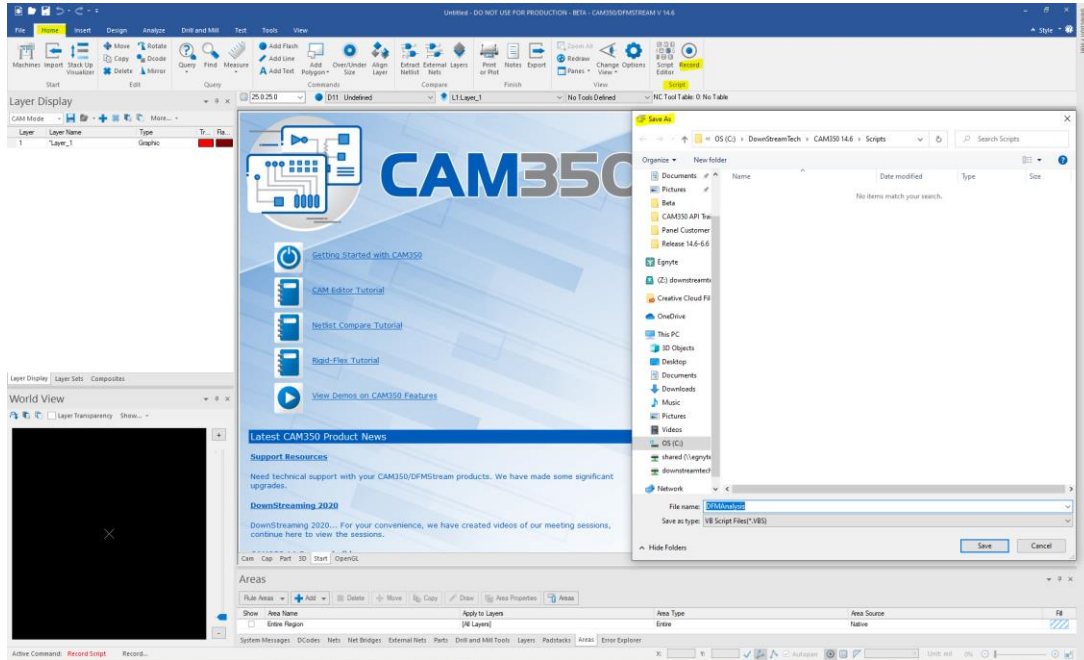 Untitled - DO NOT USE FOR PRODUCTION - BETA - CAM350/DFMSTREAM V 14.6
File Home Insert Design Analyze Drill and Mill Test Tools View Style
Machines Import Stack Up Visualizer
Move Rotate
Copy Dcode
Delete Mirror
Query Find Measure
Add Flash
Add Line
Add Text
Add Polygon Over/Under Size Align Layer
Extract Netlist External Nets Layers
Print or Plot Notes Export
Zoom All
Redraw
Panes
Change View Options
Script Editor Record
Start Edit Query Commands Compare Finish View Script
Layer Display
25.0:25.0 D11 Undefined L1:Layer_1 No Tools Defined NC Tool Table: 0: No Table
CAM Mode More...
Layer Layer Name Type Tr... Fla...
1 *Layer_1 Graphic
CAM350
Getting Started with CAM350
CAM Editor Tutorial
Netlist Compare Tutorial
Rigid-Flex Tutorial
View Demos on CAM350 Features
Latest CAM350 Product News
Support Resources
Need technical support with your CAM350/DFMStream products. We have made some significant
upgrades.
DownStreaming 2020
DownStreaming 2020... For your convenience, we have created videos of our meeting sessions,
continue here to view the sessions.
Cam Cap Part 3D Start OpenGL
Save As
OS (C:) DownStreamTech CAM350 14.6 Scripts
Search Scripts
Organize New folder
Name Date modified Type Size
No items match your search.
Documents
Pictures
Beta
CAM350 API Trai
Panel Customer
Release 14.6-6.6
Egnyte
(Z:) downstreamte
Creative Cloud Fil
OneDrive
This PC
3D Objects
Desktop
Documents
Downloads
Music
Pictures
Videos
OS (C:)
shared (\\egnyte
downstreamtech
Network
File name: DFMAnalysis
Save as type: VB Script Files(*.VBS)
Hide Folders
Save Cancel
Layer Display Layer Sets Composites
World View
Layer Transparency Show...
Areas
Rule Areas Add Delete Move Copy Draw Area Properties Areas
Show Area Name Apply to Layers Area Type Area Source Fill
Entire Region [All Layers] Entire Native
System Messages DCodes Nets Net Bridges External Nets Parts Drill and Mill Tools Layers Padstacks Areas Error Explorer
Active Command: Record Script Record...
X: Y: Autopan Unit: mil 0%